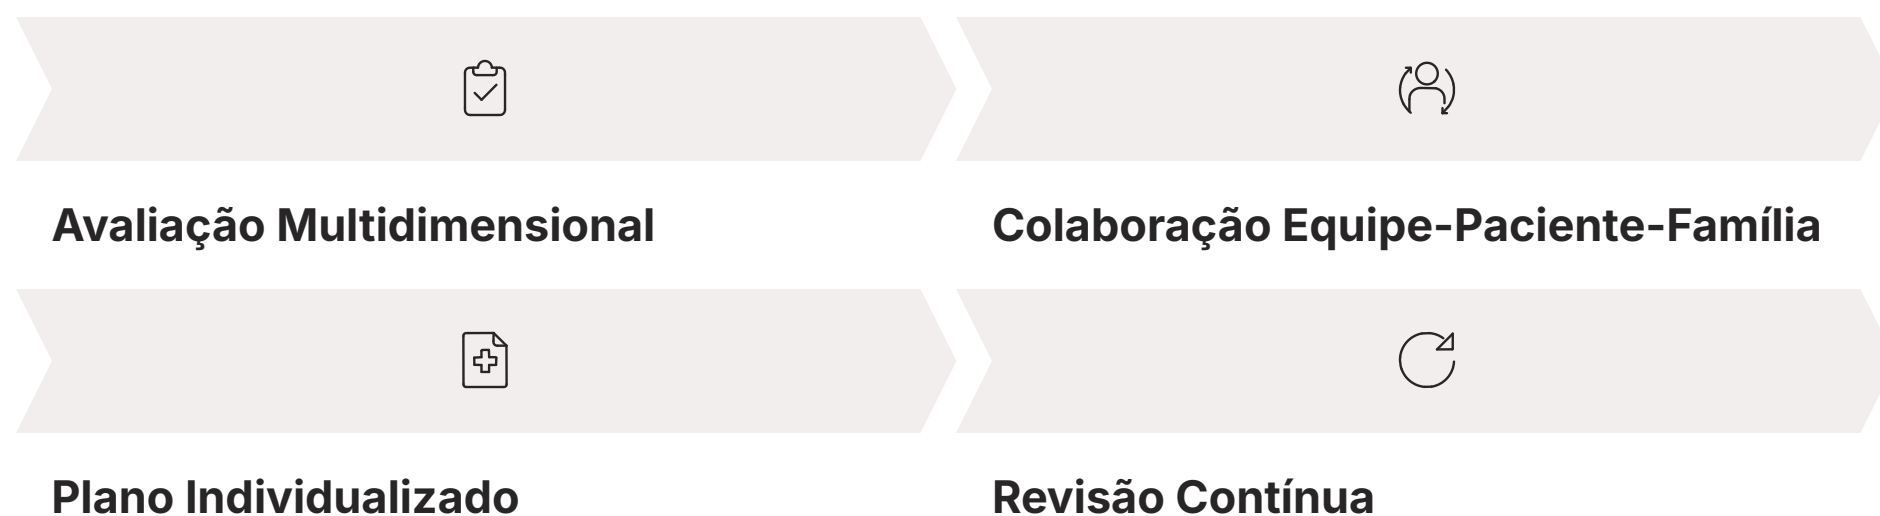 Avaliação Multidimensional
Colaboração Equipe-Paciente-Família
Plano Individualizado
Revisão Contínua